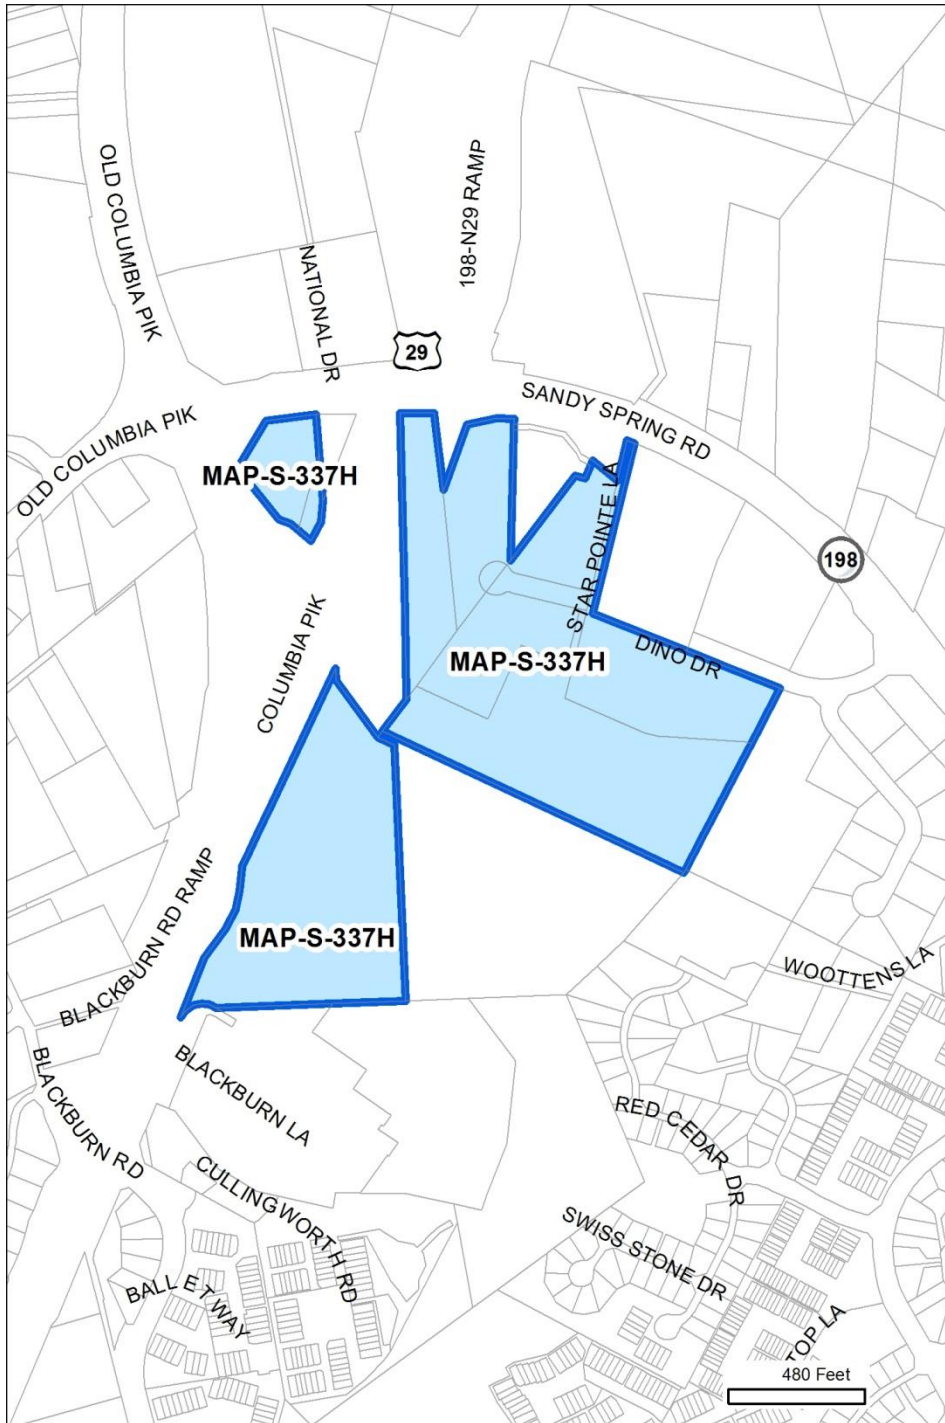 OLD COLUMBIA PIK
198-N29 RAMP
NATIONAL DR
29
SANDY SPRING RD
OLD COLUMBIA PIK
MAP-S-337H
STAR POINTE LA
198
COLUMBIA PIK
MAP-S-337H
DINO DR
BLACKBURN RD RAMP
MAP-S-337H
WOOTTENS LA
BLACKBURN RD
BLACKBURN LA
RED CEDAR DR
CULLINGWORTH RD
SWISS STONE DR
BALLET WAY
TOP LA
480 Feet